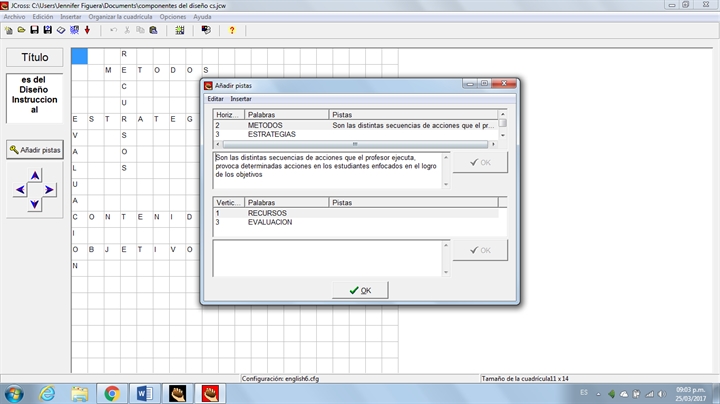 JCross: C:\Users\Jennifer Figuera\Documents\componentes del diseño cs.jcw
Archivo Edición Insertar Organizar la cuadrícula Opciones Ayuda
Título
es del
Diseño
Instruccion
al
Añadir pistas
R
M E T O D O S
C
U
E S T R A T E G
V S
A O
L S
U
A
C O N T E N I D
I
O B J E T I V O
N
Añadir pistas
Editar Insertar
Horiz... Palabras Pistas
2 METODOS Son las distintas secuencias de acciones que el pr...
3 ESTRATEGIAS
Son las distintas secuencias de acciones que el profesor ejecuta,
provoca determinadas acciones en los estudiantes enfocados en el logro
de los objetivos
OK
Vertic... Palabras Pistas
1 RECURSOS
3 EVALUACION
OK
OK
Configuración: english6.cfg Tamaño de la cuadrícula11 x 14
ES 09:03 p.m.
25/03/2017